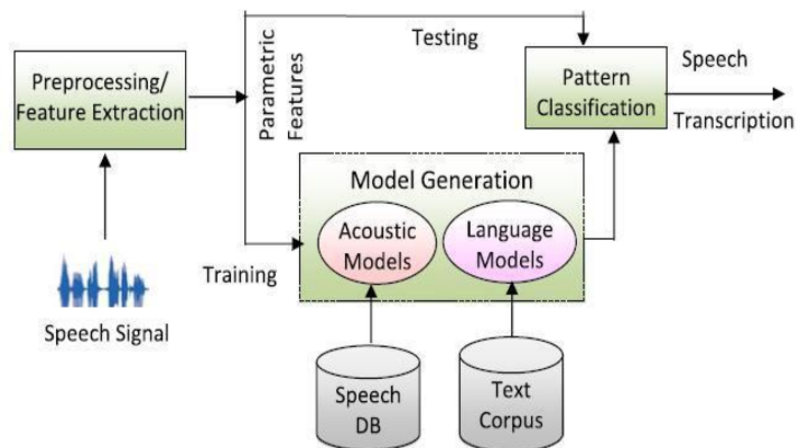 Preprocessing/
Feature Extraction
Parametric
Features
Testing
Pattern
Classification
Speech
Transcription
Model Generation
Acoustic
Models
Language
Models
Training
Speech Signal
Speech
DB
Text
Corpus